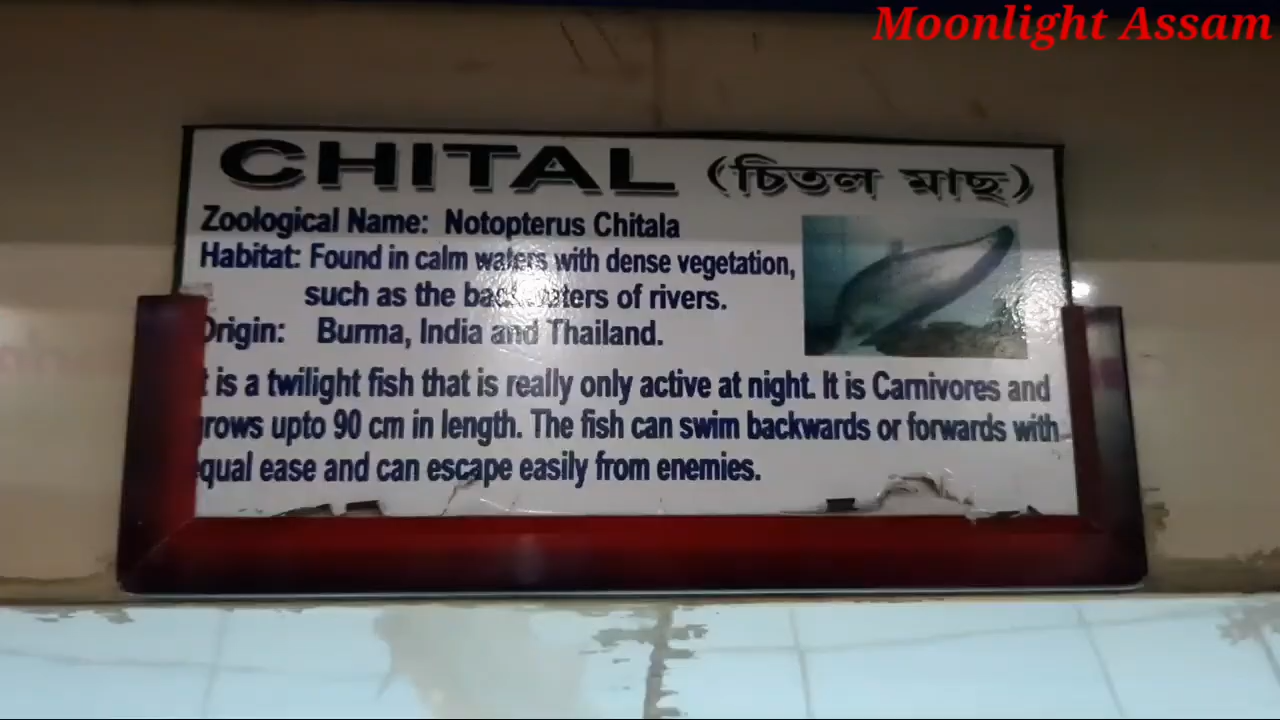 Moonlight Assam
CHITAL (চিতল মাছ)
Zoological Name: Notopterus Chitala
Habitat: Found in calm waters with dense vegetation,
such as the backwaters of rivers.
Origin: Burma, India and Thailand.
t is a twilight fish that is really only active at night. It is Carnivores and
rows upto 90 cm in length. The fish can swim backwards or forwards with
qual ease and can escape easily from enemies.